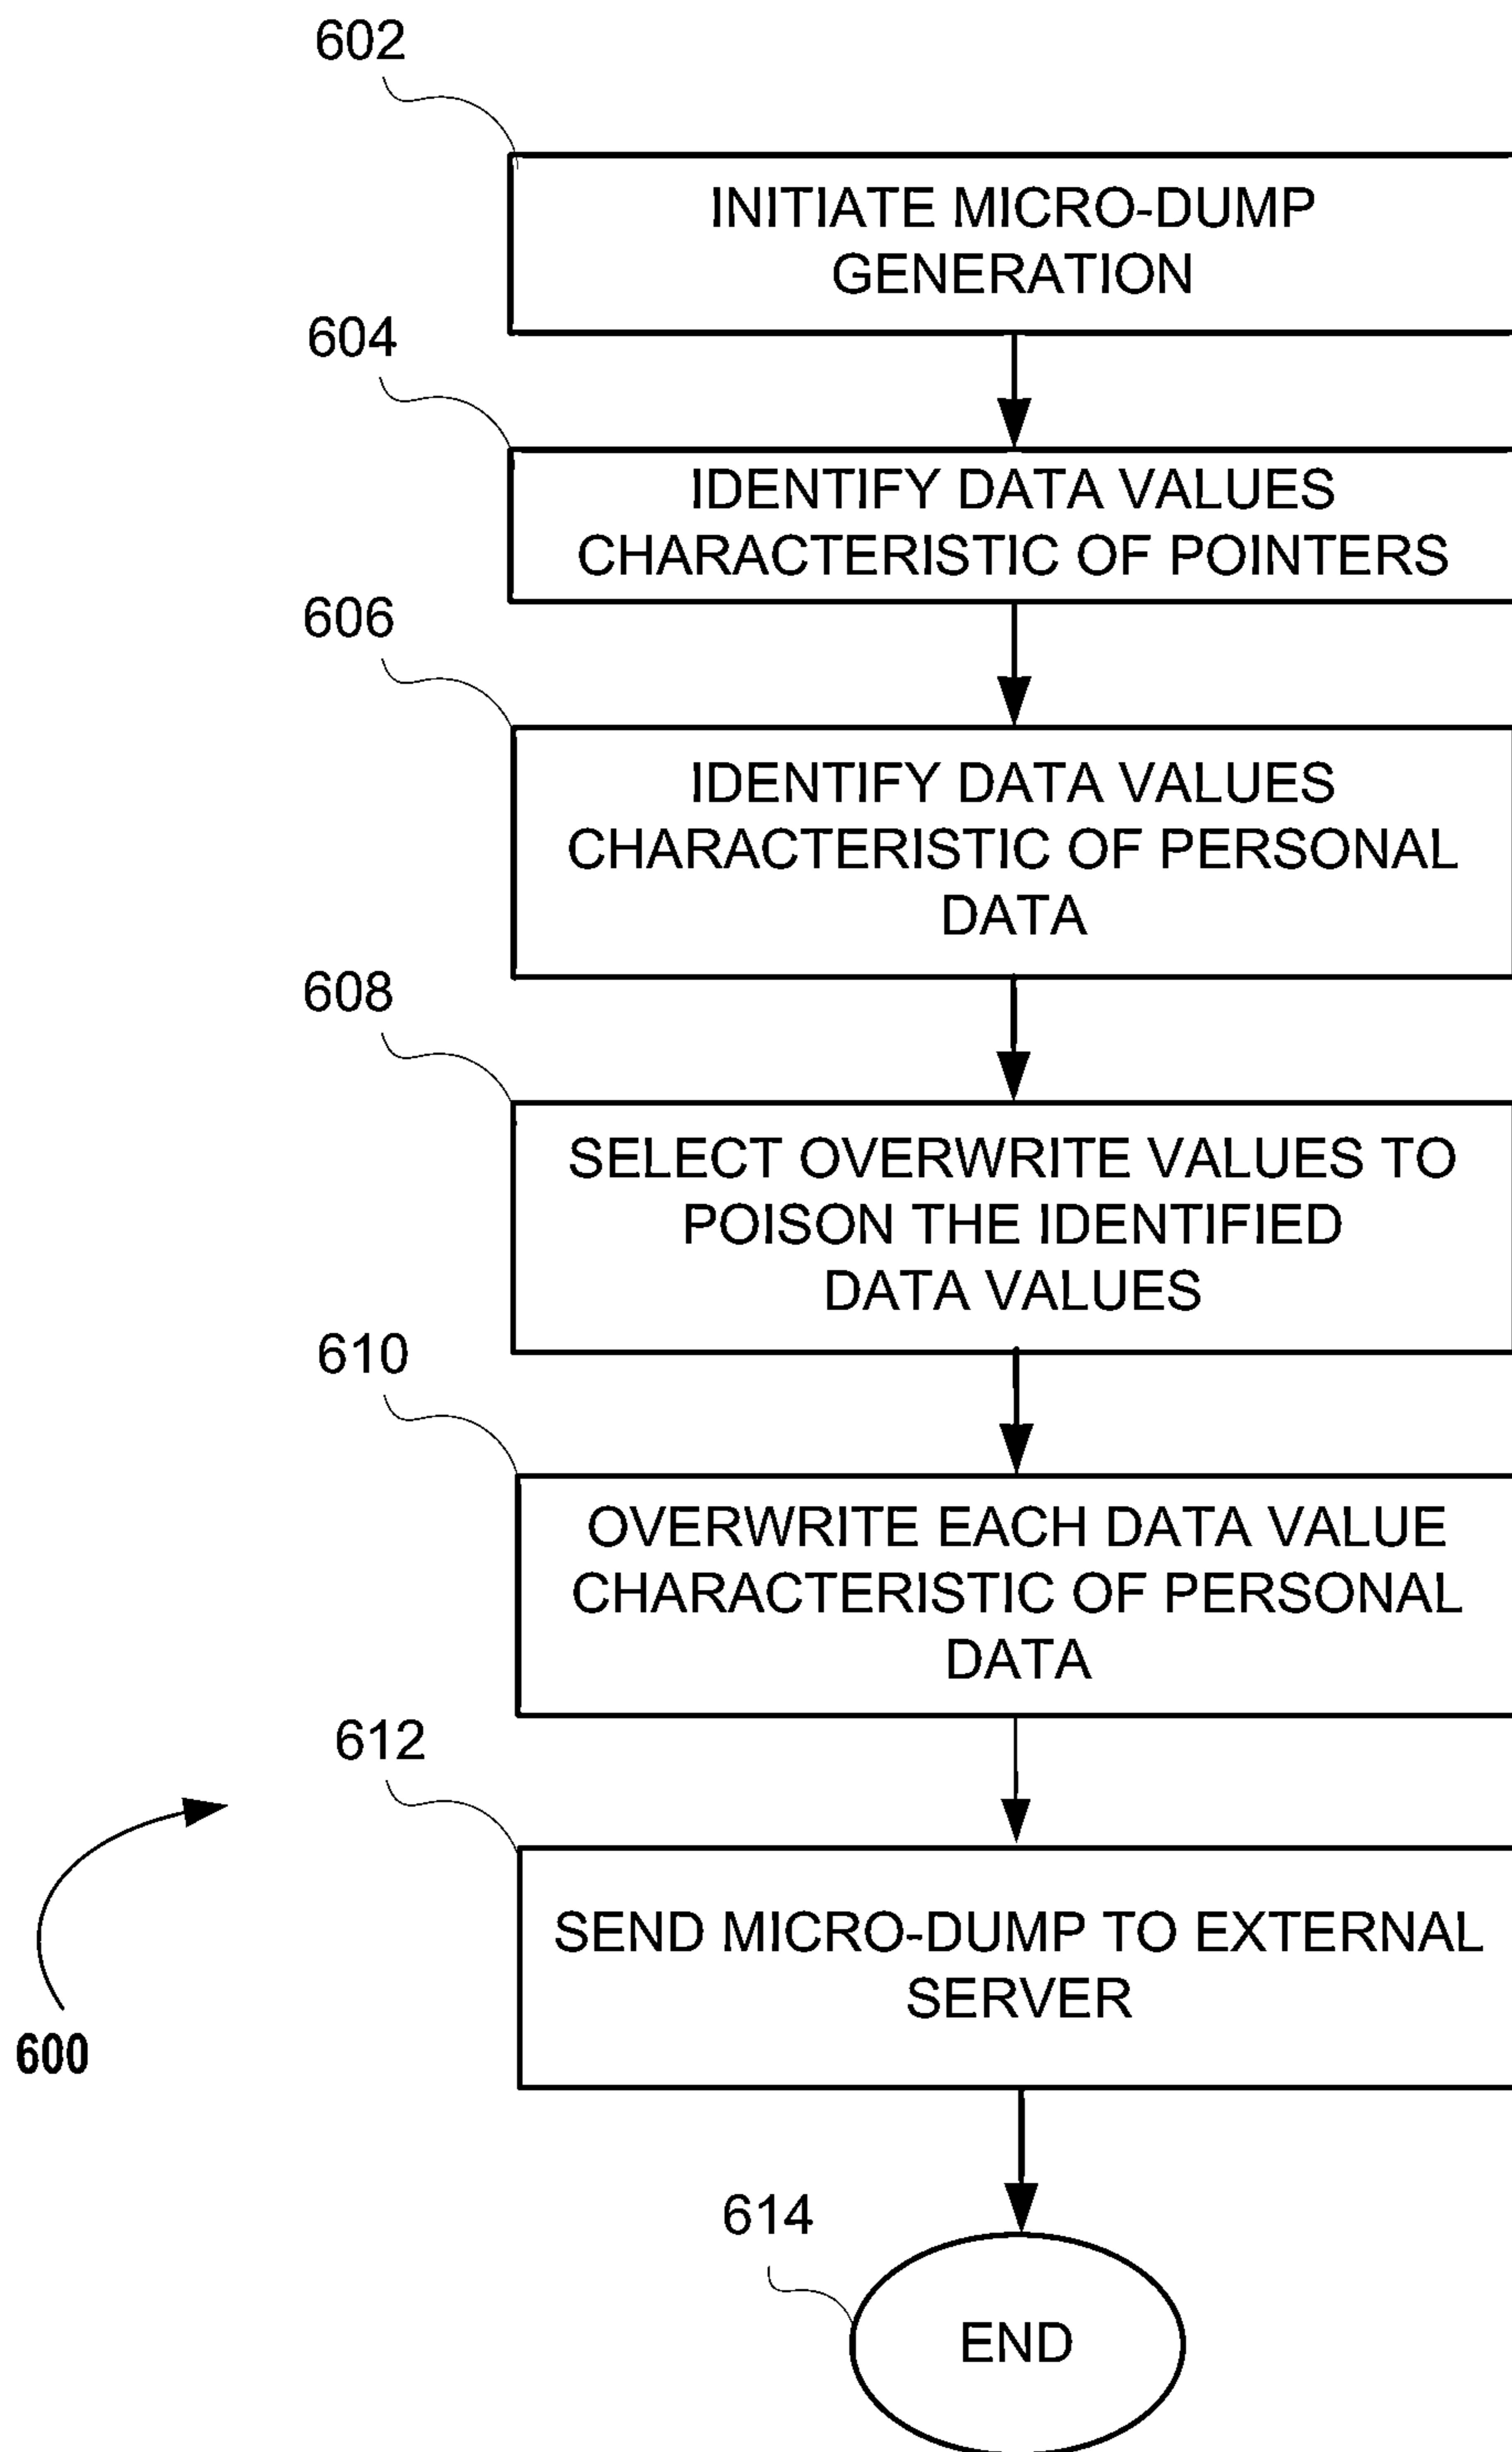 602
INITIATE MICRO-DUMP
GENERATION
604
IDENTIFY DATA VALUES
CHARACTERISTIC OF POINTERS
606
IDENTIFY DATA VALUES
CHARACTERISTIC OF PERSONAL
DATA
608
SELECT OVERWRITE VALUES TO
POISON THE IDENTIFIED
DATA VALUES
610
OVERWRITE EACH DATA VALUE
CHARACTERISTIC OF PERSONAL
DATA
612
SEND MICRO-DUMP TO EXTERNAL
SERVER
600
614
END